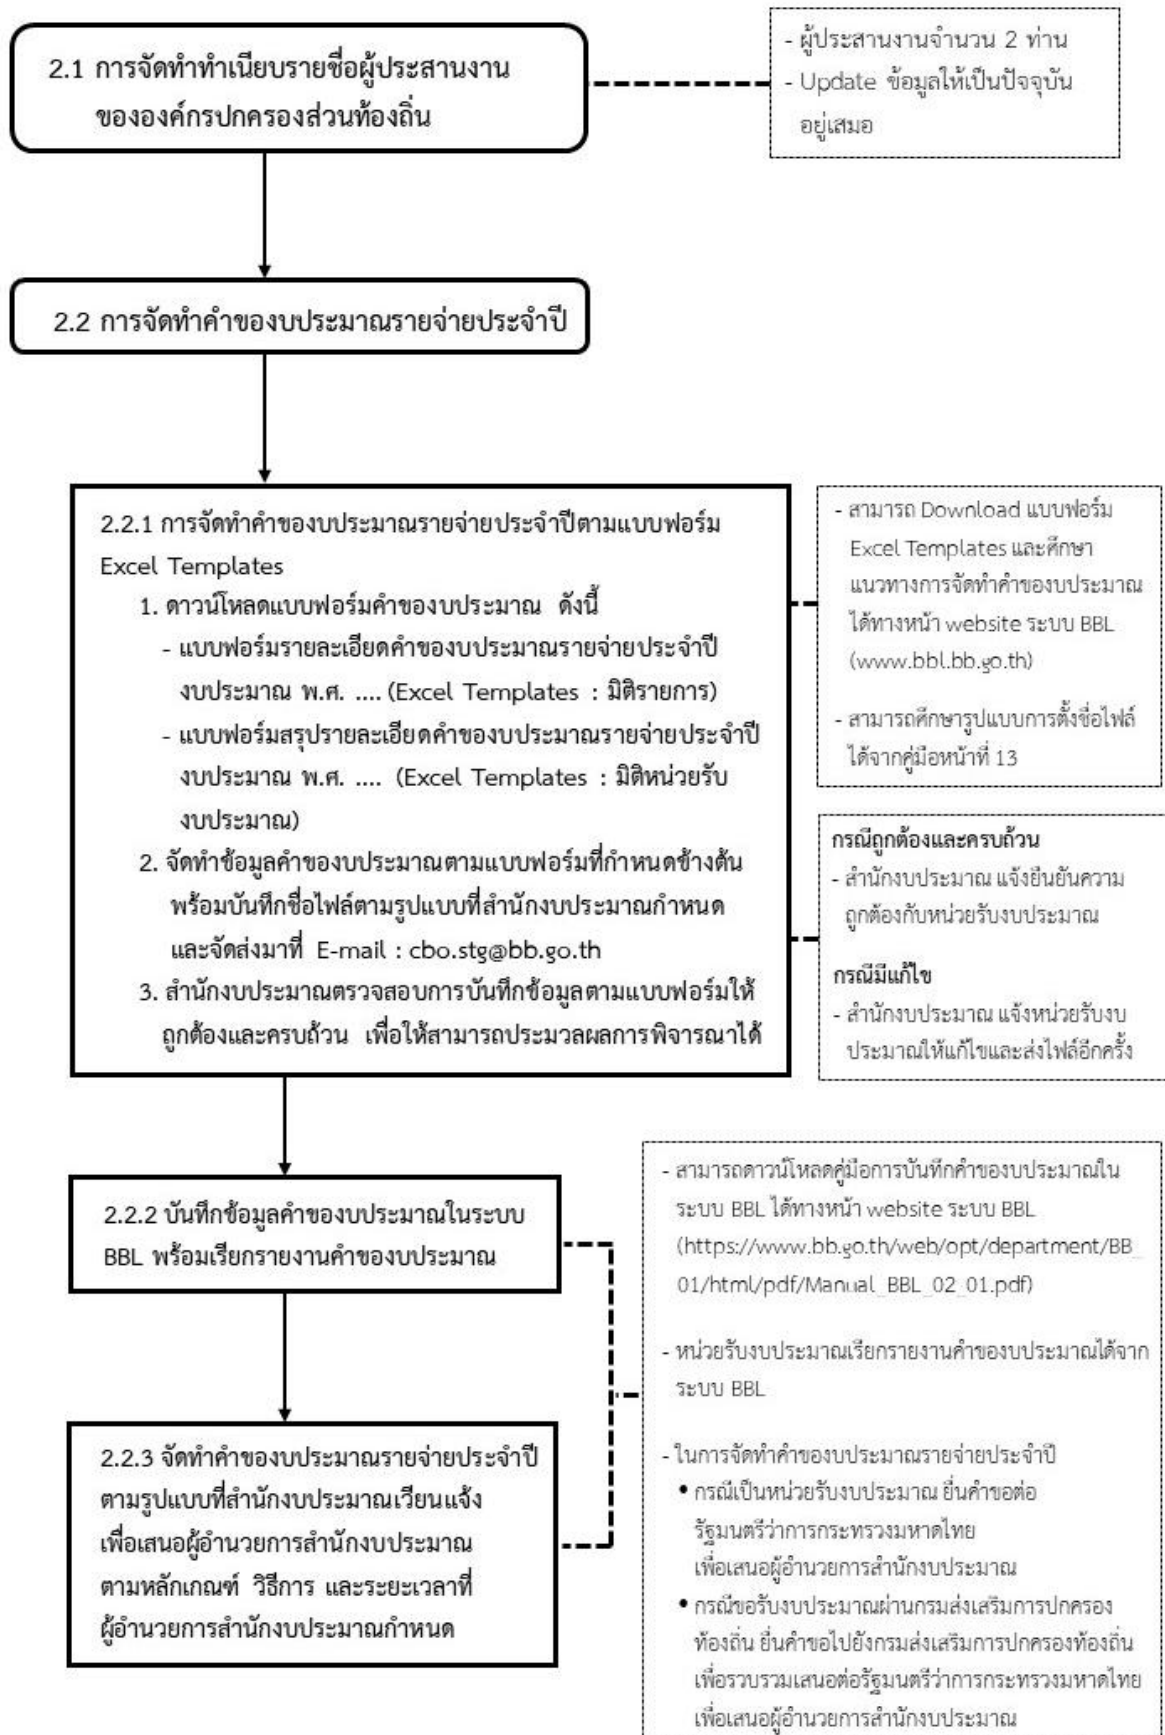 2.1 การจัดทำทำเนียบรายชื่อผู้ประสานงาน
ขององค์กรปกครองส่วนท้องถิ่น
- ผู้ประสานงานจำนวน 2 ท่าน
- Update ข้อมูลให้เป็นปัจจุบัน
อยู่เสมอ
2.2 การจัดทำคำของบประมาณรายจ่ายประจำปี
2.2.1 การจัดทำคำของบประมาณรายจ่ายประจำปีตามแบบฟอร์ม
Excel Templates
1. ดาวน์โหลดแบบฟอร์มคำของบประมาณ ดังนี้
- แบบฟอร์มรายละเอียดคำของบประมาณรายจ่ายประจำปี
งบประมาณ พ.ศ. .... (Excel Templates : มิติรายการ)
- แบบฟอร์มสรุปรายละเอียดคำของบประมาณรายจ่ายประจำปี
งบประมาณ พ.ศ. .... (Excel Templates : มิติหน่วยรับ
งบประมาณ)
2. จัดทำข้อมูลคำของบประมาณตามแบบฟอร์มที่กำหนดข้างต้น
พร้อมบันทึกชื่อไฟล์ตามรูปแบบที่สำนักงบประมาณกำหนด
และจัดส่งมาที่ E-mail : cbo.stg@bb.go.th
3. สำนักงบประมาณตรวจสอบการบันทึกข้อมูลตามแบบฟอร์มให้
ถูกต้องและครบถ้วน เพื่อให้สามารถประมวลผลการพิจารณาได้
- สามารถ Download แบบฟอร์ม
Excel Templates และศึกษา
แนวทางการจัดทำคำของบประมาณ
ได้ทางหน้า website ระบบ BBL
(www.bbl.bb.go.th)
- สามารถศึกษารูปแบบการตั้งชื่อไฟล์
ได้จากคู่มือหน้าที่ 13
กรณีถูกต้องและครบถ้วน
- สำนักงบประมาณ แจ้งยืนยันความ
ถูกต้องกับหน่วยรับงบประมาณ
กรณีมีแก้ไข
- สำนักงบประมาณ แจ้งหน่วยรับงบ
ประมาณให้แก้ไขและส่งไฟล์อีกครั้ง
2.2.2 บันทึกข้อมูลคำของบประมาณในระบบ
BBL พร้อมเรียกรายงานคำของบประมาณ
2.2.3 จัดทำคำของบประมาณรายจ่ายประจำปี
ตามรูปแบบที่สำนักงบประมาณเวียนแจ้ง
เพื่อเสนอผู้อำนวยการสำนักงบประมาณ
ตามหลักเกณฑ์ วิธีการ และระยะเวลาที่
ผู้อำนวยการสำนักงบประมาณกำหนด
- สามารถดาวน์โหลดคู่มือการบันทึกคำของบประมาณใน
ระบบ BBL ได้ทางหน้า website ระบบ BBL
(https://www.bb.go.th/web/opt/department/BB_
01/html/pdf/Manual_BBL_02_01.pdf)
- หน่วยรับงบประมาณเรียกรายงานคำของบประมาณได้จาก
ระบบ BBL
- ในการจัดทำคำของบประมาณรายจ่ายประจำปี
• กรณีเป็นหน่วยรับงบประมาณ ยื่นคำขอต่อ
รัฐมนตรีว่าการกระทรวงมหาดไทย
เพื่อเสนอผู้อำนวยการสำนักงบประมาณ
• กรณีขอรับงบประมาณผ่านกรมส่งเสริมการปกครอง
ท้องถิ่น ยื่นคำขอไปยังกรมส่งเสริมการปกครองท้องถิ่น
เพื่อรวบรวมเสนอต่อรัฐมนตรีว่าการกระทรวงมหาดไทย
เพื่อเสนอผู้อำนวยการสำนักงบประมาณ